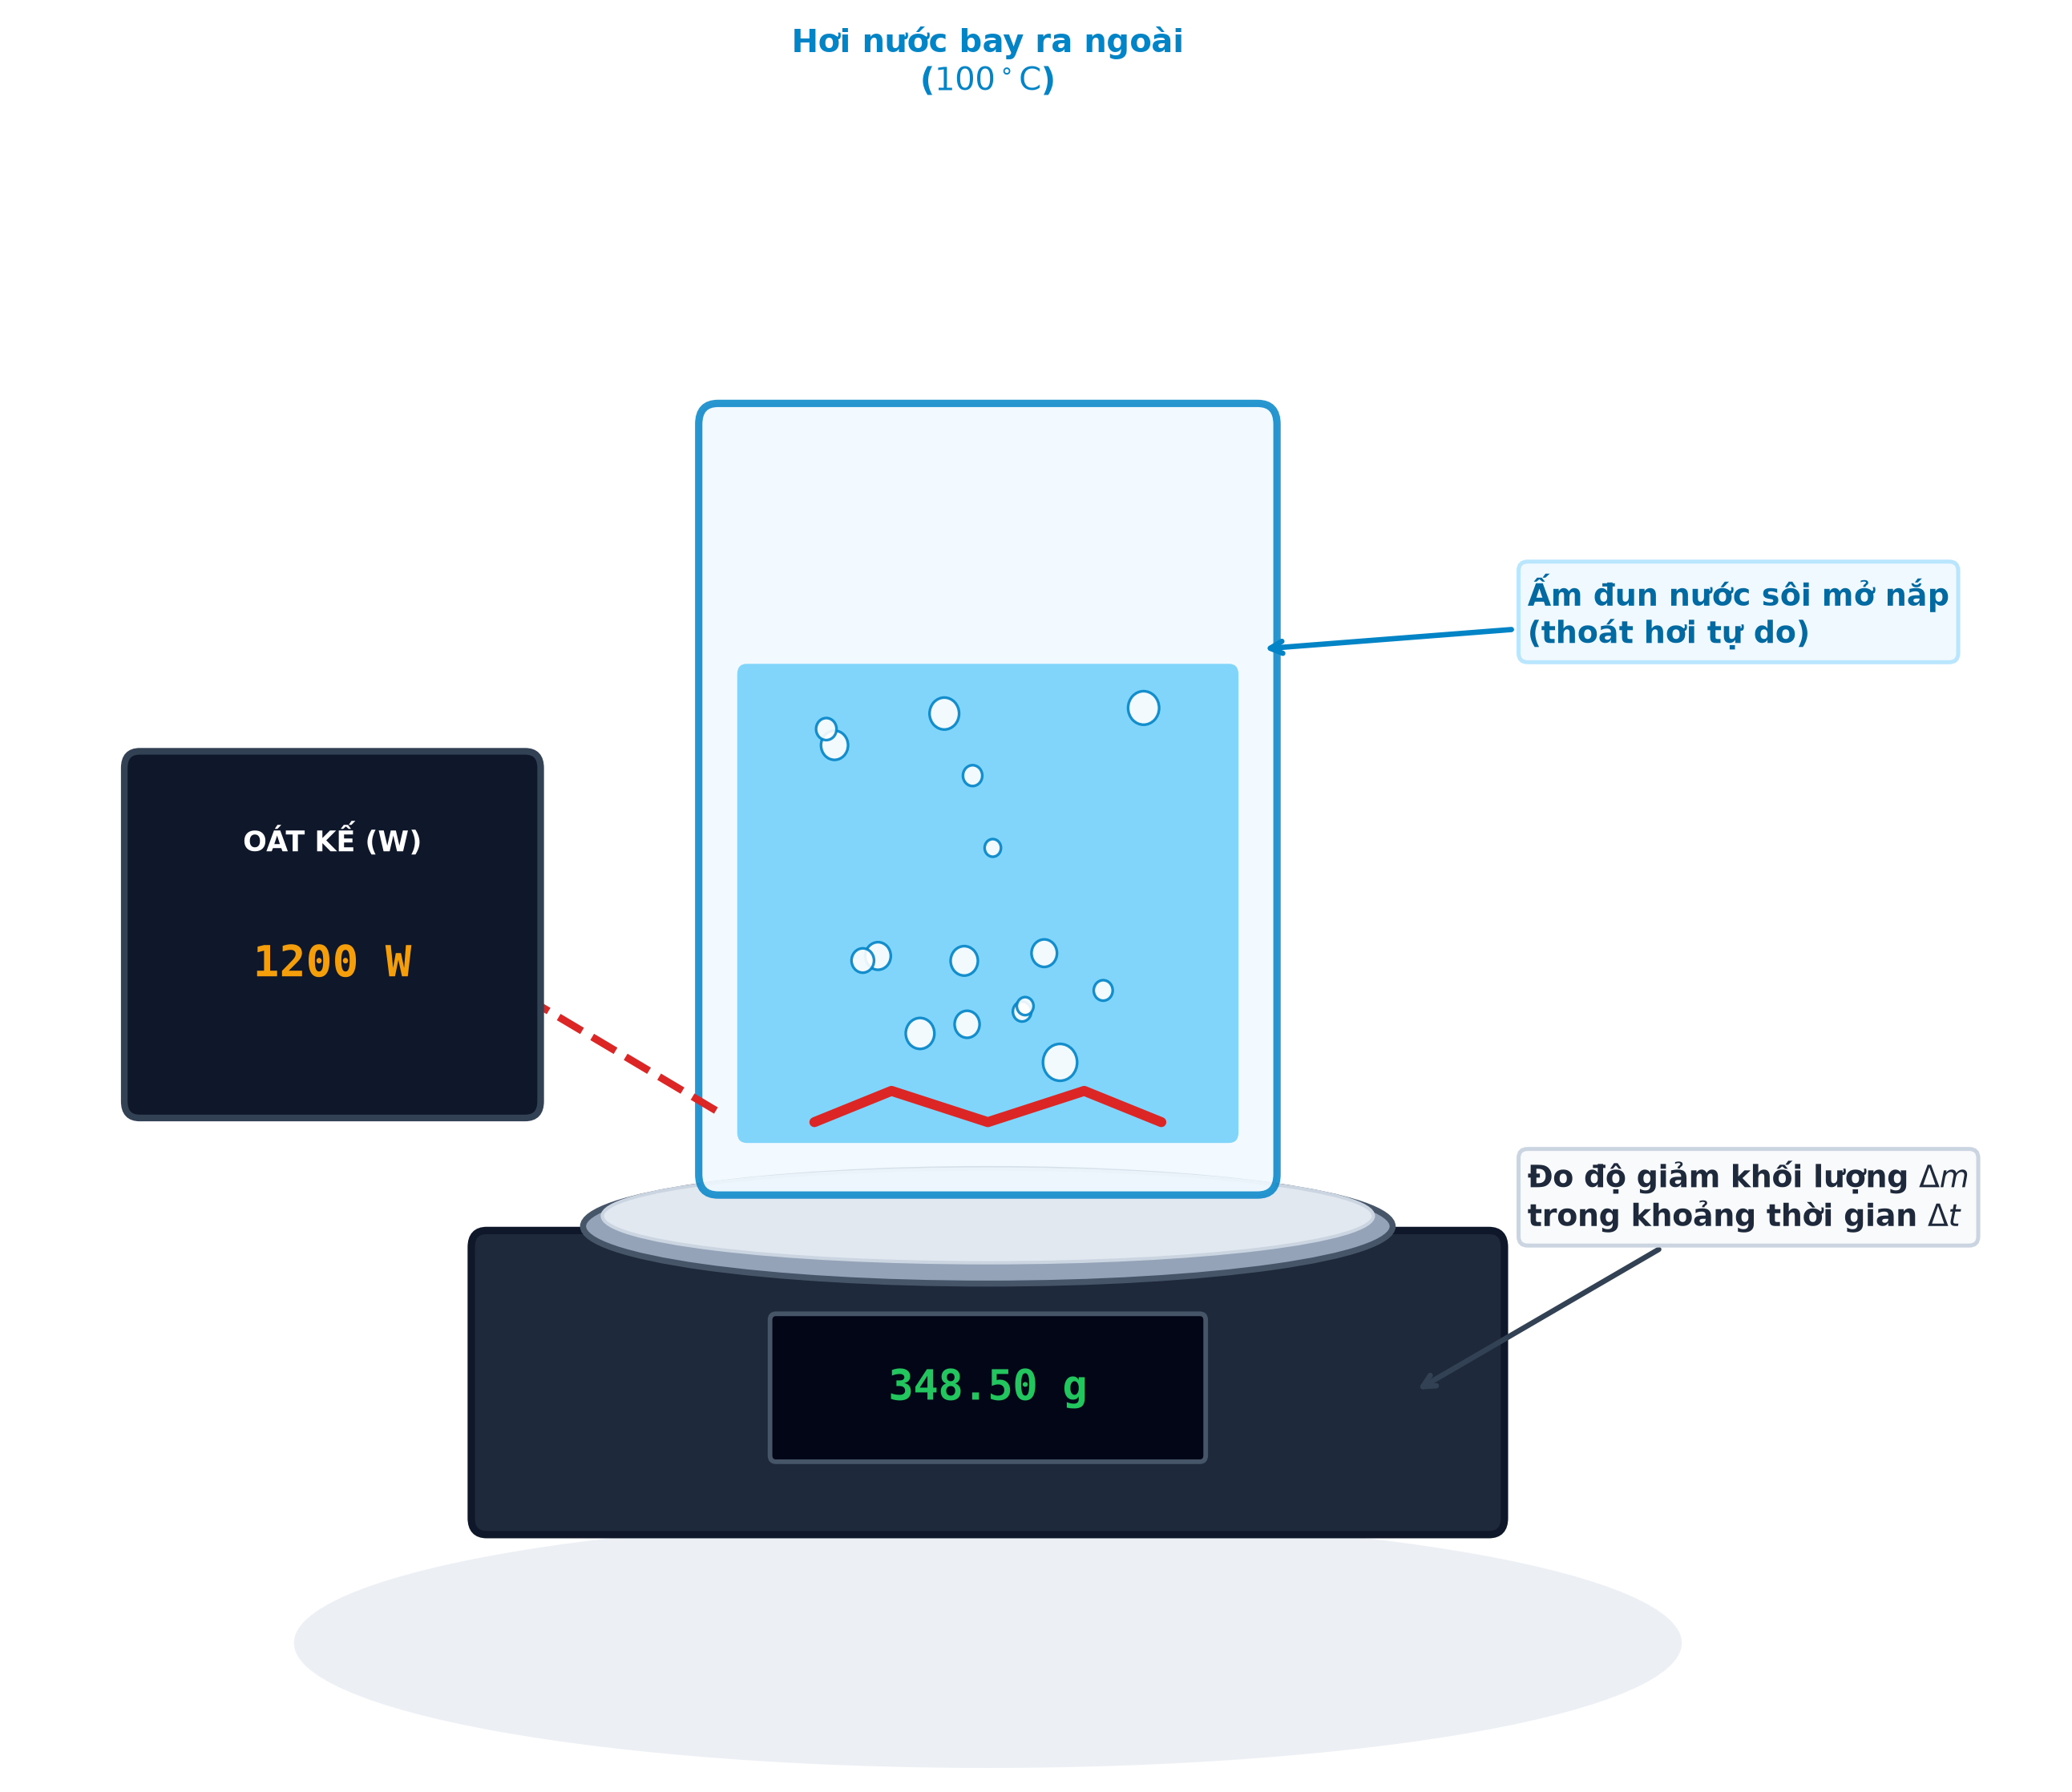 Hơi nước bay ra ngoài
(100°C)
Ấm đun nước sôi mở nắp
(thoát hơi tự do)
OÁT KẾ (W)
1200 W
Đo độ giảm khối lượng Δm
trong khoảng thời gian Δt
348.50 g